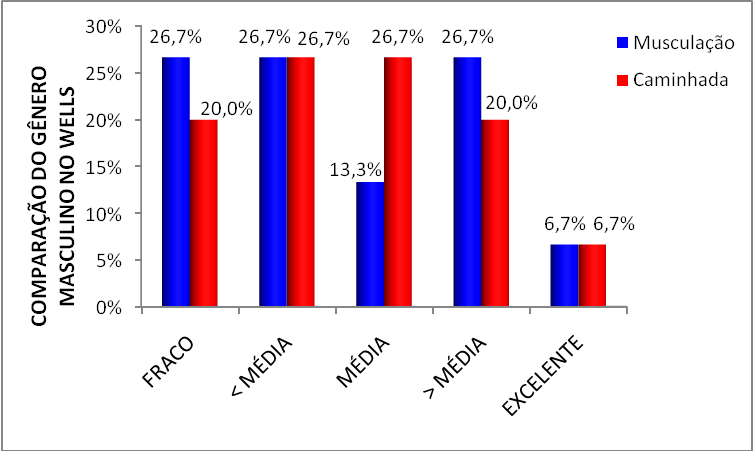 COMPARAÇÃO DO GÊNERO
MASCULINO NO WELLS
30%
25%
20%
15%
10%
5%
0%
26,7%
20,0%
26,7%
26,7%
13,3%
26,7%
26,7%
20,0%
6,7%
6,7%
FRACO
< MÉDIA
MÉDIA
> MÉDIA
EXCELENTE
Musculação
Caminhada